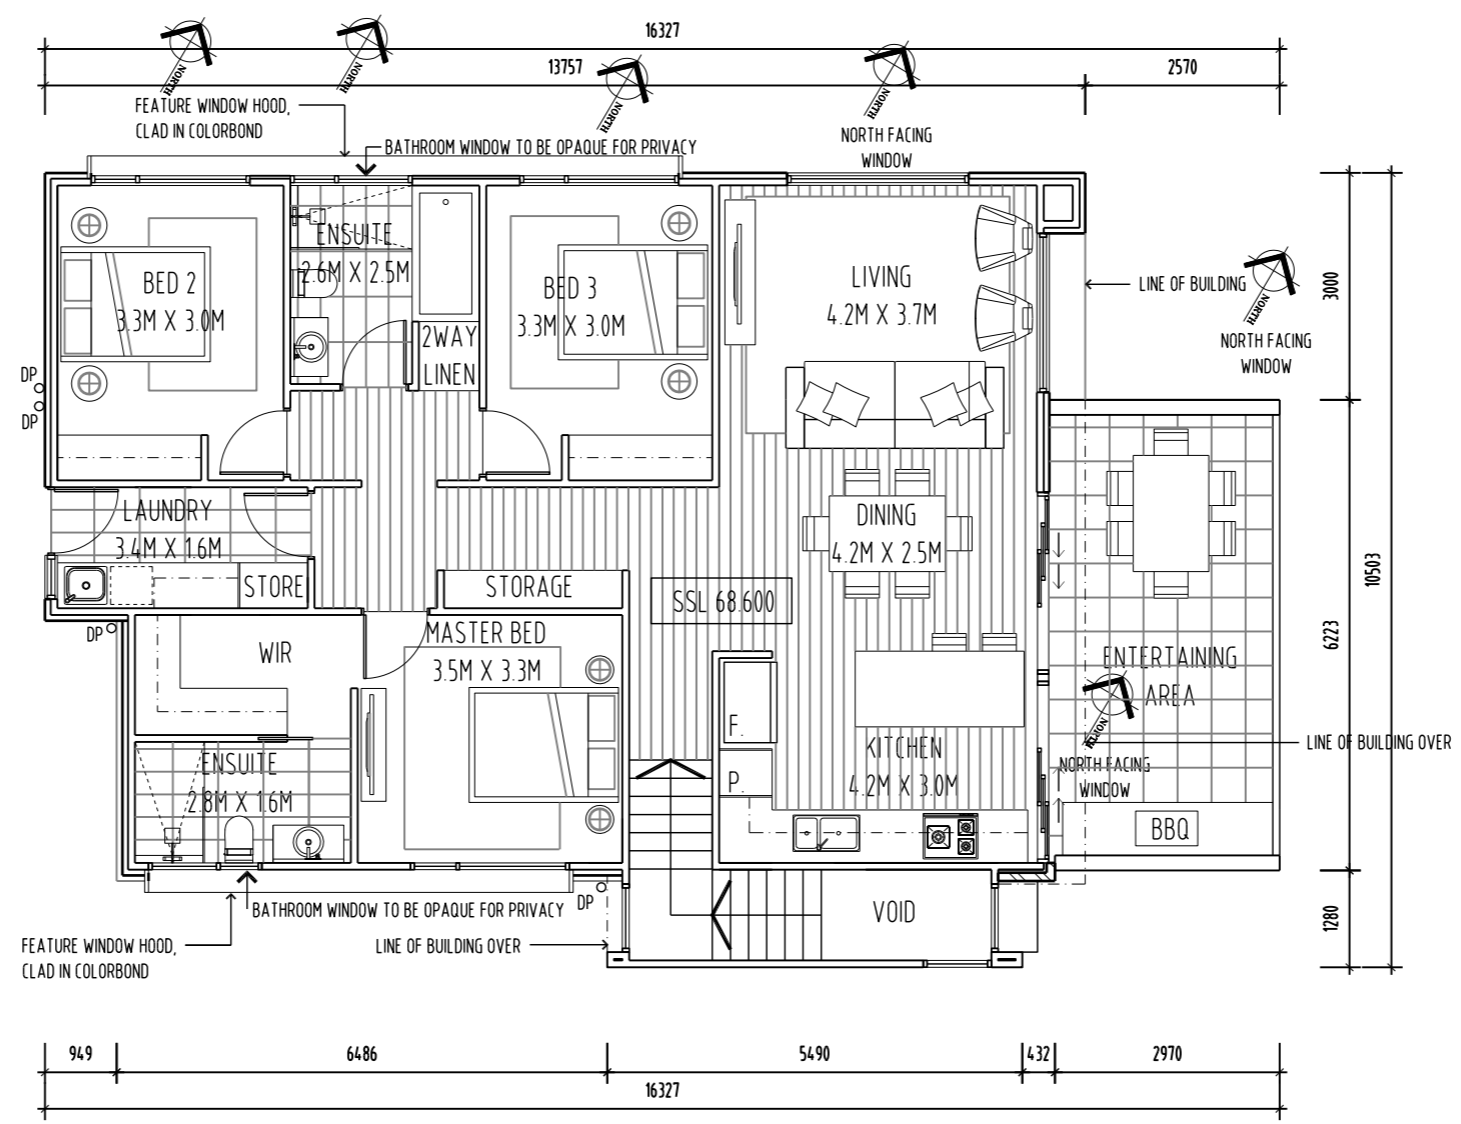 16327
13757
2570
NORTH
NORTH
NORTH
NORTH
FEATURE WINDOW HOOD,
CLAD IN COLORBOND
BATHROOM WINDOW TO BE OPAQUE FOR PRIVACY
NORTH FACING
WINDOW
ENSUITE
2.6M X 2.5M
BED 2
3.3M X 3.0M
BED 3
3.3M X 3.0M
LIVING
4.2M X 3.7M
LINE OF BUILDING
NORTH
NORTH FACING
WINDOW
3000
2WAY
LINEN
DP
DP
LAUNDRY
3.4M X 1.6M
STORE
STORAGE
DINING
4.2M X 2.5M
SSL 68.600
10503
6223
DP
WIR
MASTER BED
3.5M X 3.3M
ENTERTAINING
AREA
NORTH
NORTH FACING
WINDOW
LINE OF BUILDING OVER
F.
P.
KITCHEN
4.2M X 3.0M
ENSUITE
2.8M X 1.6M
BBQ
BATHROOM WINDOW TO BE OPAQUE FOR PRIVACY
DP
VOID
1280
FEATURE WINDOW HOOD,
CLAD IN COLORBOND
LINE OF BUILDING OVER
949
6486
5490
432
2970
16327